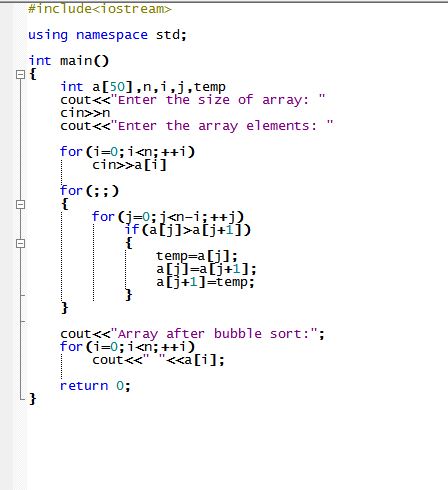 #include<iostream>
using namespace std;
int main()
{
int a[50],n,i,j,temp
cout<<"Enter the size of array: "
cin>>n
cout<<"Enter the array elements: "
for(i=0;i<n;++i)
cin>>a[i]
for(;;)
{
for(j=0;j<n-i;++j)
if(a[j]>a[j+1])
{
temp=a[j];
a[j]=a[j+1];
a[j+1]=temp;
}
}
cout<<"Array after bubble sort:";
for(i=0;i<n;++i)
cout<<" "<<a[i];
return 0;
}